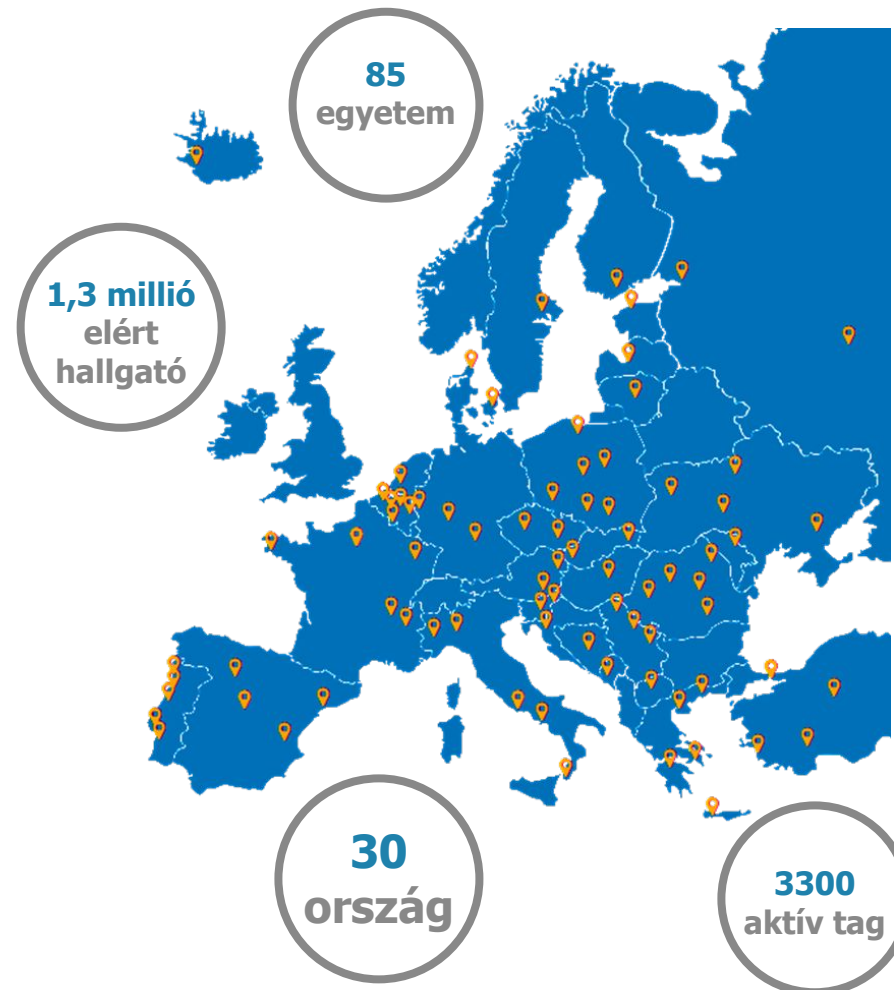 85
egyetem
1,3 millió
elért
hallgató
30
ország
3300
aktív tag